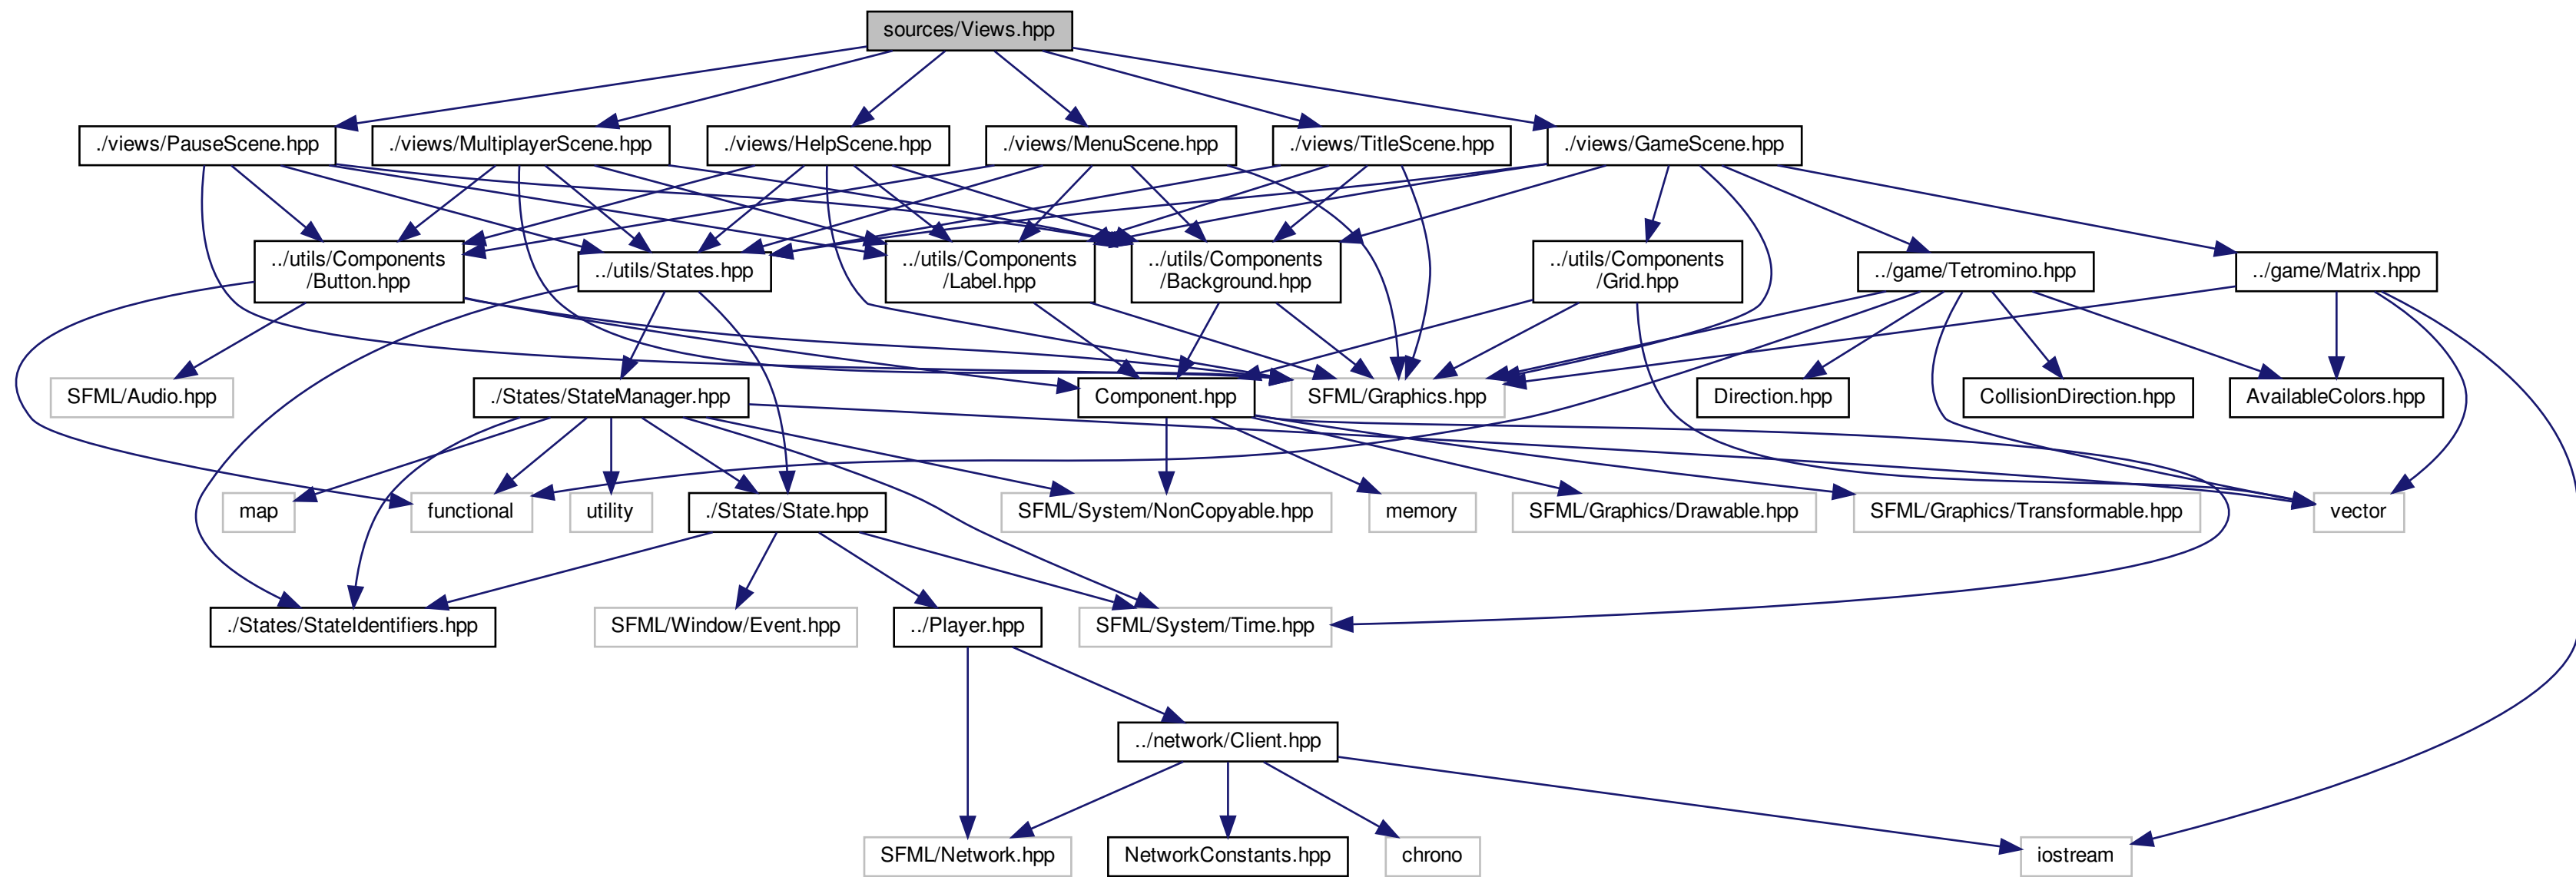 sources/Views.hpp
./views/PauseScene.hpp
./views/MultiplayerScene.hpp
./views/HelpScene.hpp
./views/MenuScene.hpp
./views/TitleScene.hpp
./views/GameScene.hpp
../utils/Components
/Button.hpp
../utils/States.hpp
../utils/Components
/Label.hpp
../utils/Components
/Background.hpp
../utils/Components
/Grid.hpp
../game/Tetromino.hpp
../game/Matrix.hpp
SFML/Audio.hpp
./States/StateManager.hpp
Component.hpp
SFML/Graphics.hpp
Direction.hpp
CollisionDirection.hpp
AvailableColors.hpp
map
functional
utility
./States/State.hpp
SFML/System/NonCopyable.hpp
memory
SFML/Graphics/Drawable.hpp
SFML/Graphics/Transformable.hpp
vector
./States/StateIdentifiers.hpp
SFML/Window/Event.hpp
../Player.hpp
SFML/System/Time.hpp
../network/Client.hpp
SFML/Network.hpp
NetworkConstants.hpp
chrono
iostream